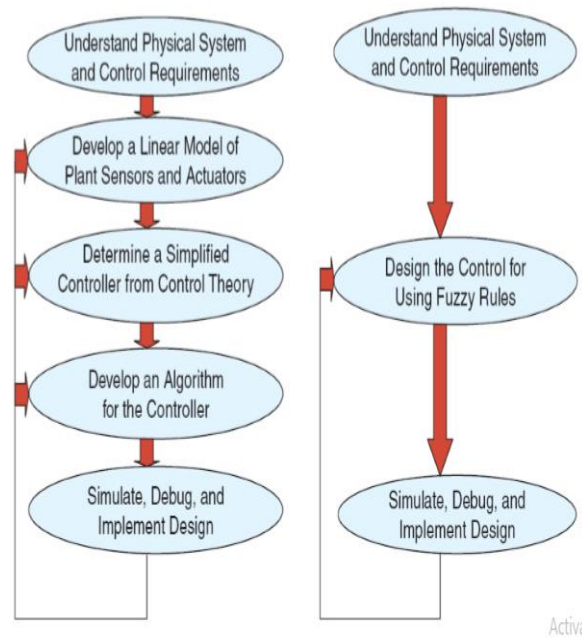 Understand Physical System
and Control Requirements
Develop a Linear Model of
Plant Sensors and Actuators
Determine a Simplified
Controller from Control Theory
Develop an Algorithm
for the Controller
Simulate, Debug, and
Implement Design
Understand Physical System
and Control Requirements
Design the Control for
Using Fuzzy Rules
Simulate, Debug, and
Implement Design
Activa